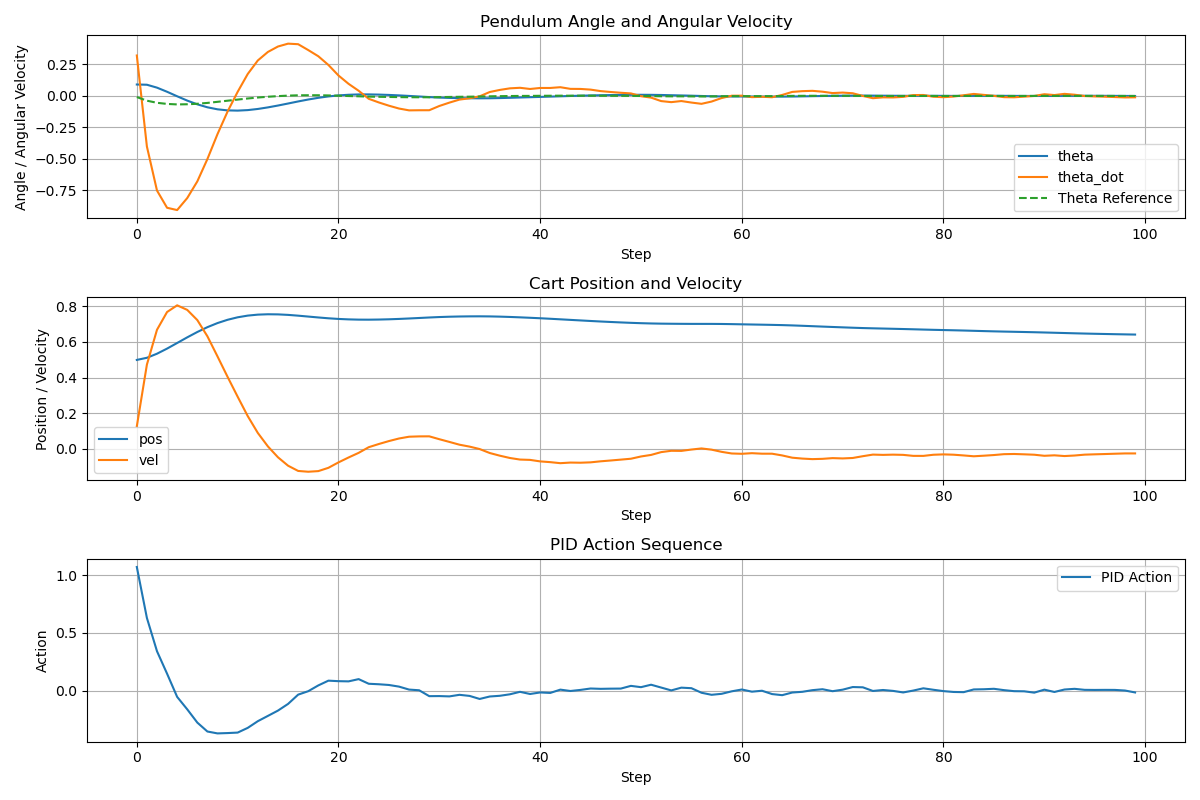 Pendulum Angle and Angular Velocity
Angle / Angular Velocity
0.25
0.00
−0.25
−0.50
−0.75
theta
theta_dot
Theta Reference
0 20 40 60 80 100
Step
Cart Position and Velocity
Position / Velocity
0.8
0.6
0.4
0.2
0.0
pos
vel
0 20 40 60 80 100
Step
PID Action Sequence
Action
1.0
0.5
0.0
PID Action
0 20 40 60 80 100
Step